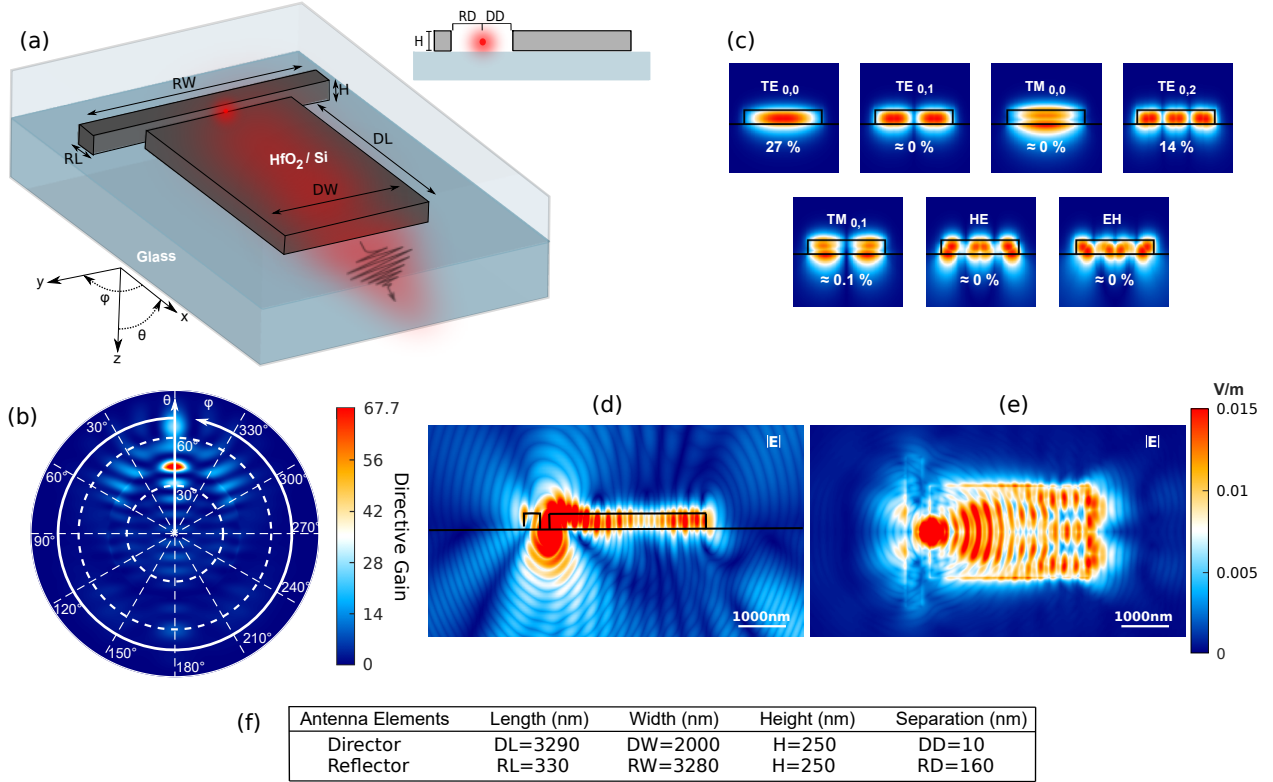 (a)
RD DD
H
RW
H
DL
RL
HfO2 / Si
DW
Glass
y
φ
x
θ
z
(c)
TE 0,0
27 %
TE 0,1
≈ 0 %
TM 0,0
≈ 0 %
TE 0,2
14 %
TM 0,1
≈ 0.1 %
HE
≈ 0 %
EH
≈ 0 %
(b)
θ
φ
30°
330°
60°
60°
300°
30°
90°
270°
120°
240°
150°
210°
180°
67.7
56
42
28
14
0
Directive Gain
(d)
|E|
1000nm
(e)
|E|
1000nm
V/m
0.015
0.01
0.005
0
(f)
Antenna Elements Length (nm) Width (nm) Height (nm) Separation (nm)
Director DL=3290 DW=2000 H=250 DD=10
Reflector RL=330 RW=3280 H=250 RD=160